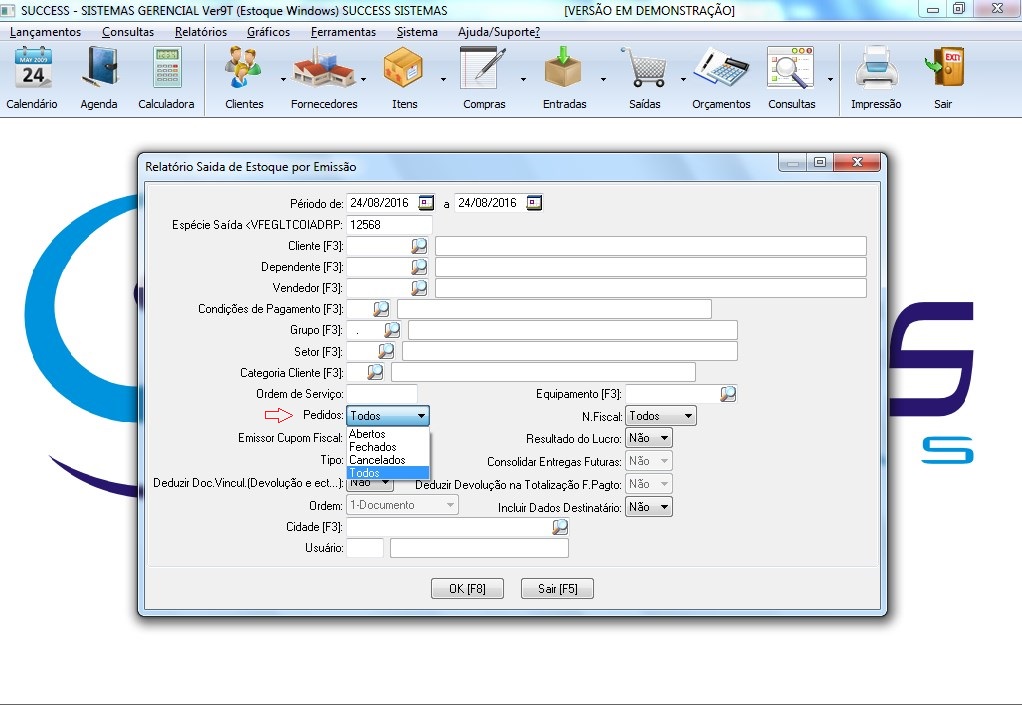 SUCCESS - SISTEMAS GERENCIAL Ver9T (Estoque Windows) SUCCESS SISTEMAS [VERSÃO EM DEMONSTRAÇÃO]
Lançamentos Consultas Relatórios Gráficos Ferramentas Sistema Ajuda/Suporte?
MAY 2009
24
EXIT
Calendário Agenda Calculadora Clientes Fornecedores Itens Compras Entradas Saídas Orçamentos Consultas Impressão Sair
Relatório Saida de Estoque por Emissão
Périodo de: 24/08/2016 a 24/08/2016
Espécie Saída <VFEGLTCOIADRP: 12568
Cliente [F3]:
Dependente [F3]:
Vendedor [F3]:
Condições de Pagamento [F3]:
Grupo [F3]: .
Setor [F3]:
Categoria Cliente [F3]:
Ordem de Serviço: Equipamento [F3]:
Pedidos: Todos N.Fiscal: Todos
Abertos
Emissor Cupom Fiscal: Fechados Resultado do Lucro: Não
Tipo: Cancelados Consolidar Entregas Futuras: Não
Todos
Deduzir Doc.Vincul.(Devolução e ect...): Não Deduzir Devolução na Totalização F.Pagto: Não
Ordem: 1-Documento Incluir Dados Destinatário: Não
Cidade [F3]:
Usuário:
OK [F8] Sair [F5]
S
S